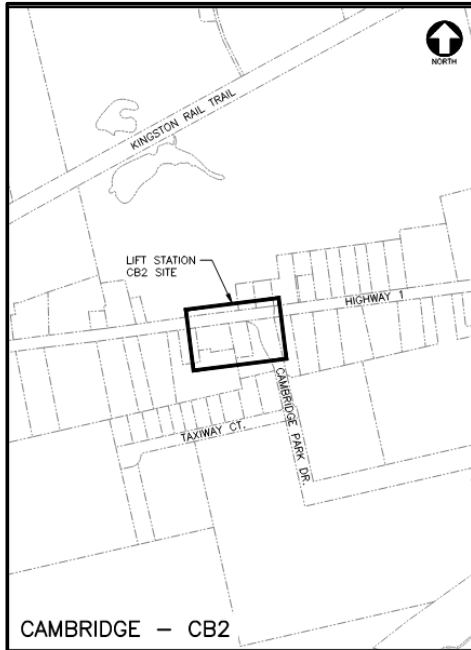 NORTH
KINGSTON RAIL TRAIL
LIFT STATION
CB2 SITE
HIGHWAY 1
CAMBRIDGE PARK DR.
TAXIWAY CT.
CAMBRIDGE – CB2